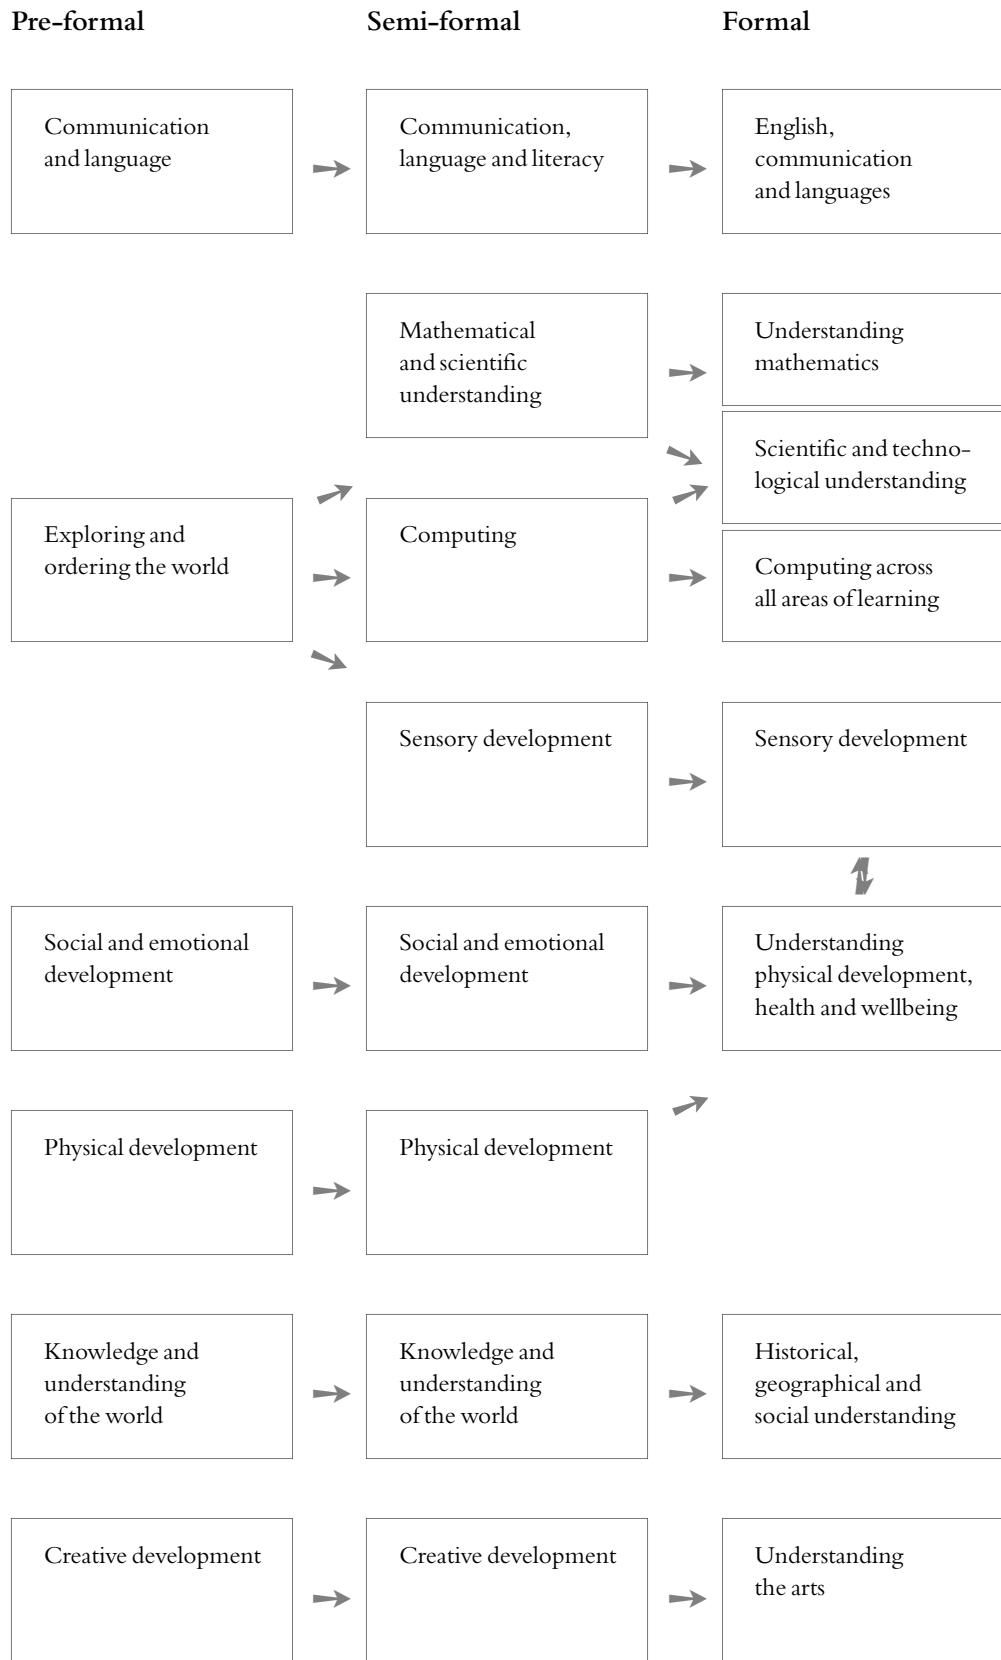 Pre-formal
Semi-formal
Formal
Communication
and language
Communication,
language and literacy
English,
communication
and languages
Mathematical
and scientific
understanding
Understanding
mathematics
Scientific and techno-
logical understanding
Exploring and
ordering the world
Computing
Computing across
all areas of learning
Sensory development
Sensory development
Social and emotional
development
Social and emotional
development
Understanding
physical development,
health and wellbeing
Physical development
Physical development
Knowledge and
understanding
of the world
Knowledge and
understanding
of the world
Historical,
geographical and
social understanding
Creative development
Creative development
Understanding
the arts